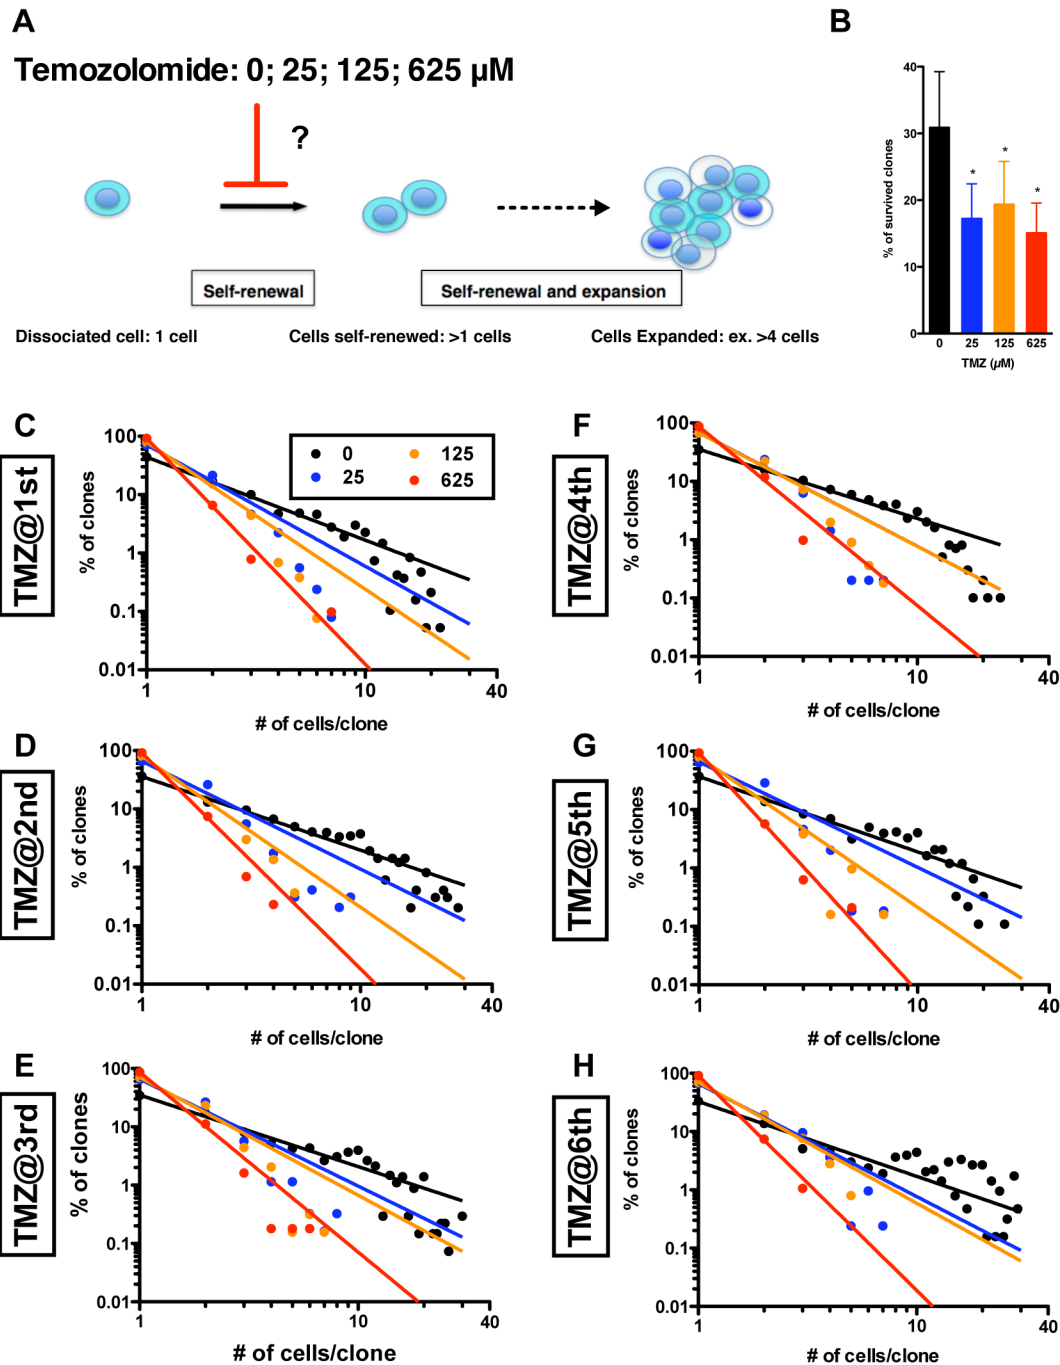 A
B
Temozolomide: 0; 25; 125; 625 µM
?
Self-renewal
Self-renewal and expansion
Dissociated cell: 1 cell
Cells self-renewed: >1 cells
Cells Expanded: ex. >4 cells
% of survived clones
40
30
20
10
0
*
*
*
0 25 125 625
TMZ (µM)
C
TMZ@1st
% of clones
100
10
1
0.1
0.01
1 10 40
# of cells/clone
0 125
25 625
F
TMZ@4th
% of clones
100
10
1
0.1
0.01
1 10 40
# of cells/clone
D
TMZ@2nd
% of clones
100
10
1
0.1
0.01
1 10 40
# of cells/clone
G
TMZ@5th
% of clones
100
10
1
0.1
0.01
1 10 40
# of cells/clone
E
TMZ@3rd
% of clones
100
10
1
0.1
0.01
1 10 40
# of cells/clone
H
TMZ@6th
% of clones
100
10
1
0.1
0.01
1 10 40
# of cells/clone